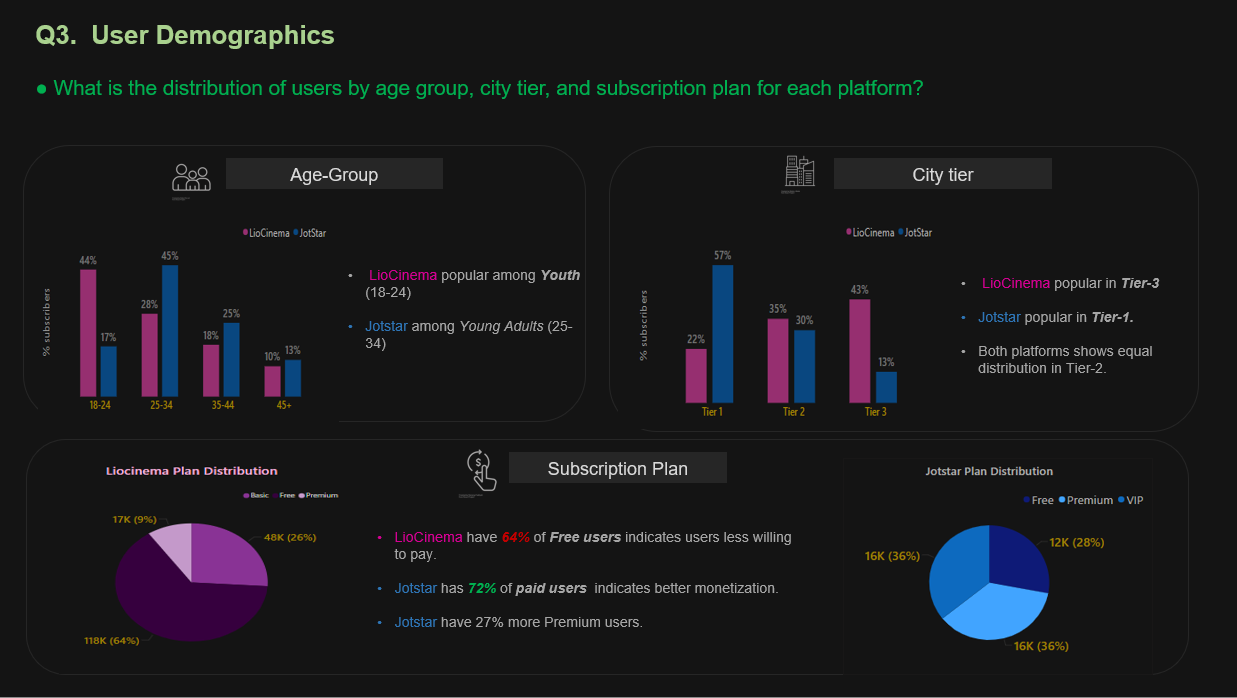 Q3. User Demographics
● What is the distribution of users by age group, city tier, and subscription plan for each platform?
Age-Group
LioCinema JotStar
% subscribers
44%
17%
28%
45%
18%
25%
10%
13%
18-24
25-34
35-44
45+
• LioCinema popular among Youth
(18-24)
• Jotstar among Young Adults (25-
34)
City tier
LioCinema JotStar
% subscribers
22%
57%
35%
30%
43%
13%
Tier 1
Tier 2
Tier 3
• LioCinema popular in Tier-3
• Jotstar popular in Tier-1.
• Both platforms shows equal
distribution in Tier-2.
Liocinema Plan Distribution
Basic Free Premium
17K (9%)
48K (26%)
118K (64%)
$
Subscription Plan
• LioCinema have 64% of Free users indicates users less willing
to pay.
• Jotstar has 72% of paid users indicates better monetization.
• Jotstar have 27% more Premium users.
Jotstar Plan Distribution
Free Premium VIP
16K (36%)
12K (28%)
16K (36%)